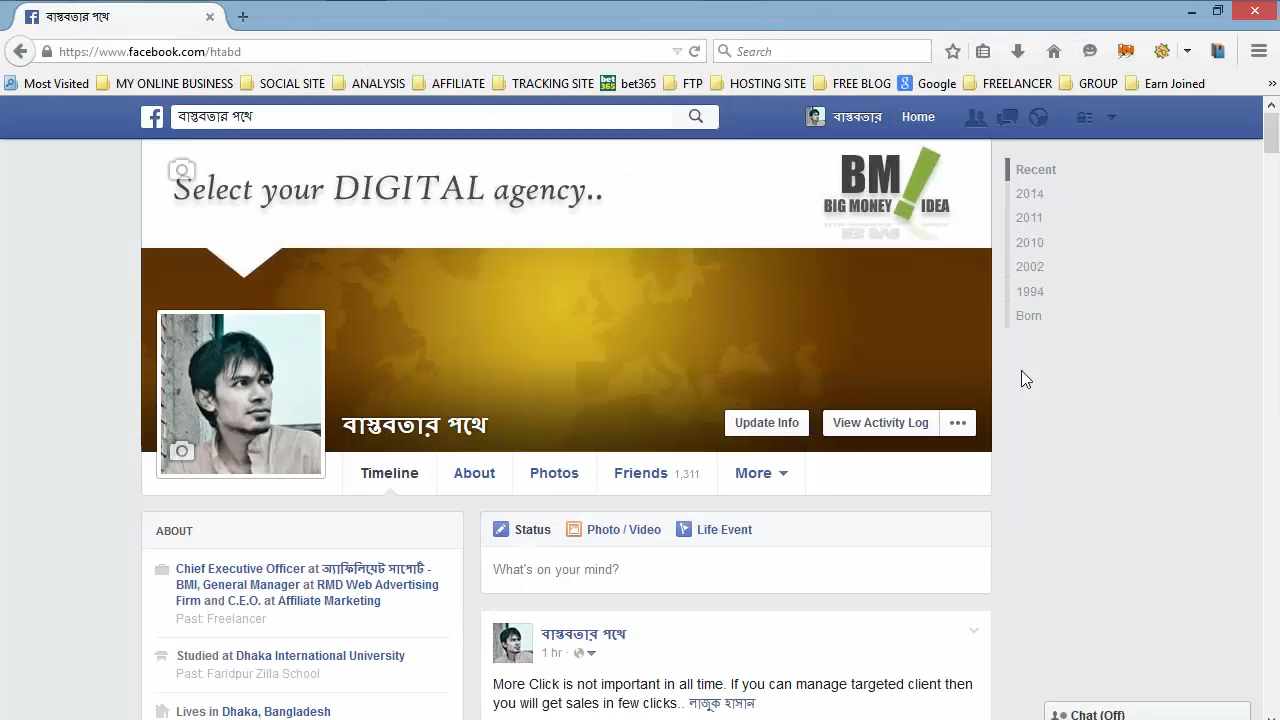 বাস্তবতার পথে
https://www.facebook.com/htabd
Search
Most Visited MY ONLINE BUSINESS SOCIAL SITE ANALYSIS AFFILIATE TRACKING SITE bet365 bet365 FTP HOSTING SITE FREE BLOG Google FREELANCER GROUP Earn Joined
বাস্তবতার পথে
বাস্তবতার Home
Select your DIGITAL agency..
BM!
BIG MONEY IDEA
Recent
2014
2011
2010
2002
1994
Born
বাস্তবতার পথে
Update Info View Activity Log
Timeline About Photos Friends 1,311 More
ABOUT
Chief Executive Officer at অ্যাফিলিয়েট সাপোর্ট -
BMI, General Manager at RMD Web Advertising
Firm and C.E.O. at Affiliate Marketing
Past: Freelancer
Studied at Dhaka International University
Past: Faridpur Zilla School
Lives in Dhaka, Bangladesh
Status Photo / Video Life Event
What's on your mind?
বাস্তবতার পথে
1 hr
More Click is not important in all time. If you can manage targeted client then
you will get sales in few clicks.. লাজুক হাসান
Chat (Off)